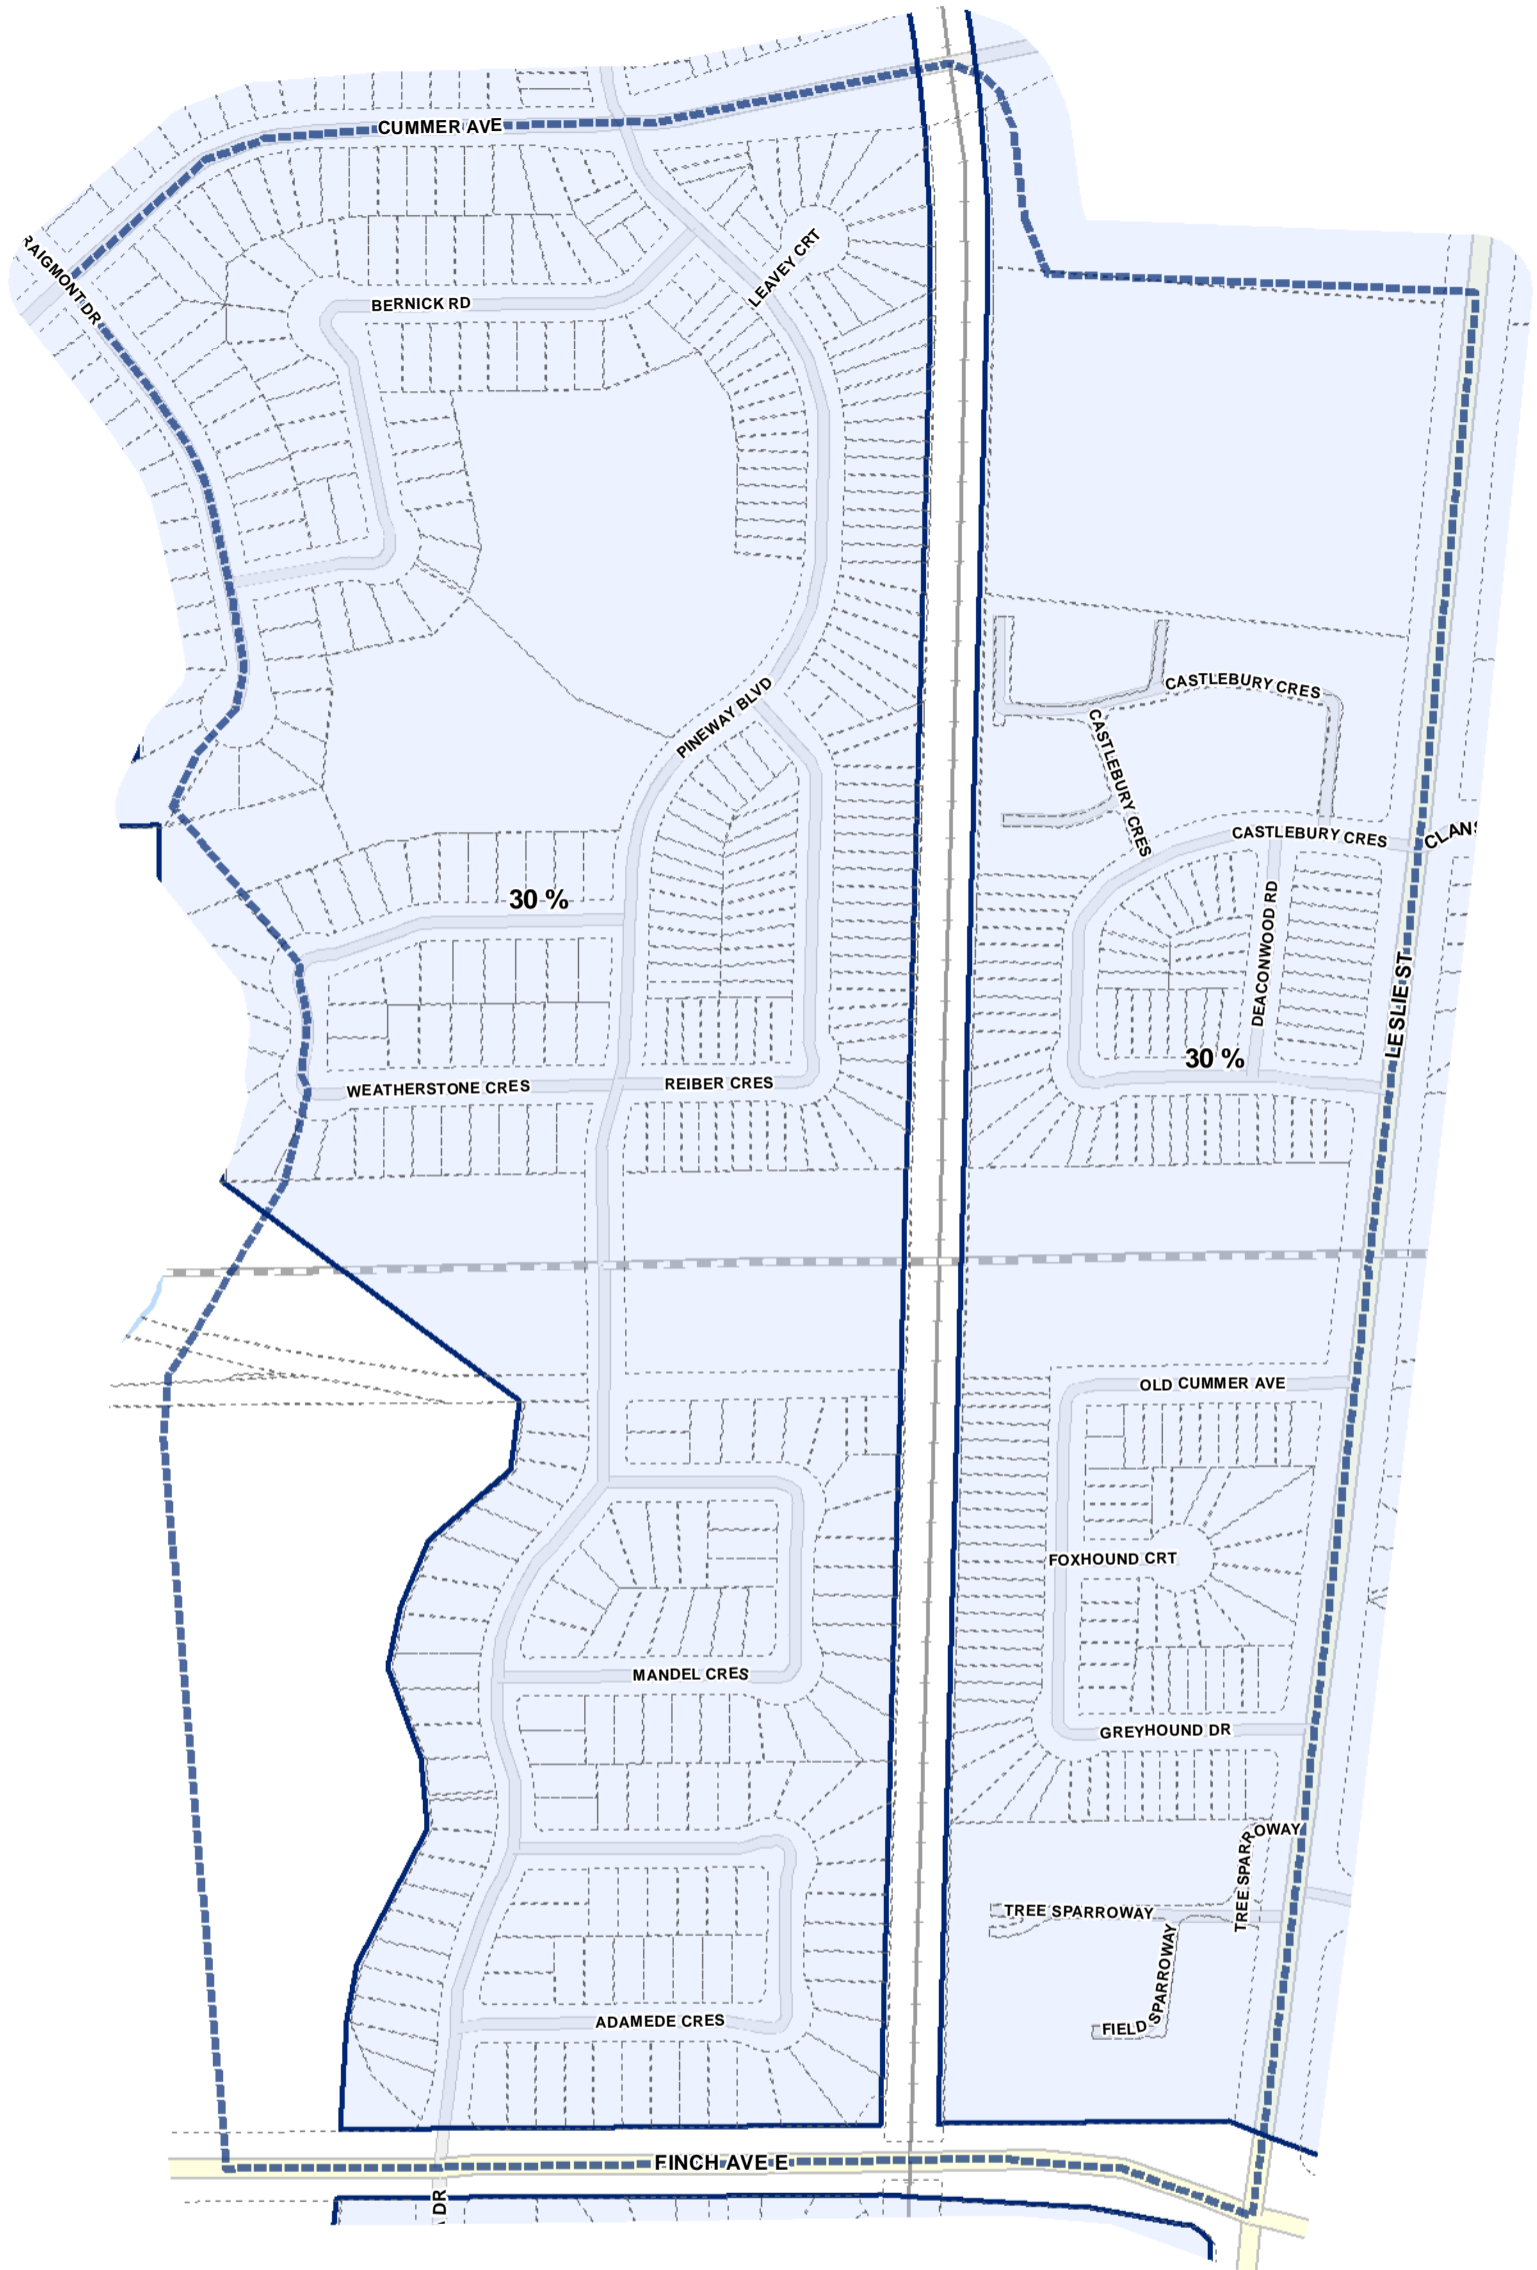 CUMMER AVE
RAIGMONT DR
LEAVEY CRT
BERNICK RD
CASTLEBURY CRES
PINEWAY BLVD
CASTLEBURY CRES
CASTLEBURY CRES
CLANS
30 %
DEACONWOOD RD
LESLIE ST
30 %
WEATHERSTONE CRES
REIBER CRES
OLD CUMMER AVE
FOXHOUND CRT
MANDEL CRES
GREYHOUND DR
TREE SPARROWAY
TREE SPARROWAY
FIELD SPARROWAY
ADAMEDE CRES
FINCH AVE E
DR